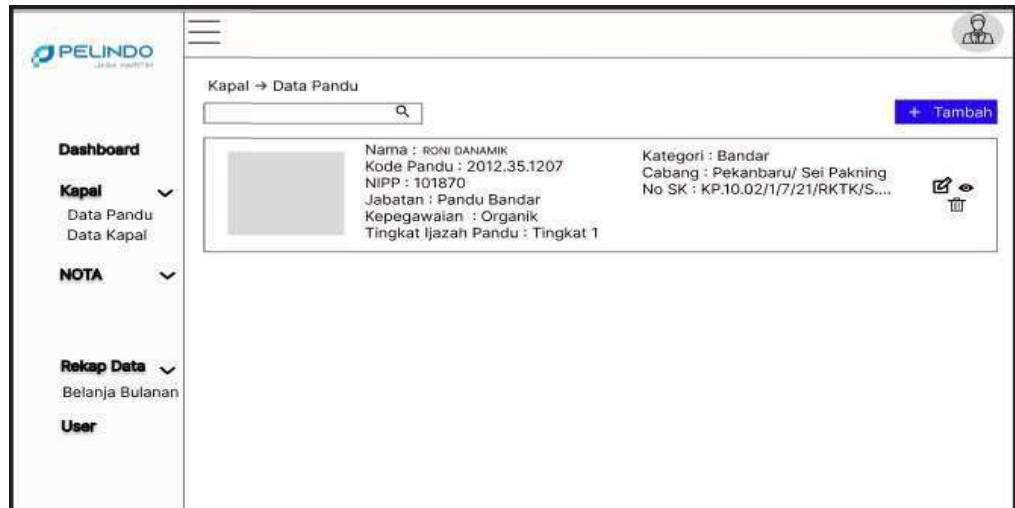 PELINDO
JASA MARITIM
Kapal → Data Pandu
+ Tambah
Dashboard
Kapal
Data Pandu
Data Kapal
NOTA
Rekap Data
Belanja Bulanan
User
Nama : RONI DANAMIK
Kode Pandu : 2012.35.1207
NIPP : 101870
Jabatan : Pandu Bandar
Kepegawaian : Organik
Tingkat Ijazah Pandu : Tingkat 1
Kategori : Bandar
Cabang : Pekanbaru/ Sei Pakning
No SK : KP.10.02/1/7/21/RKTK/S....